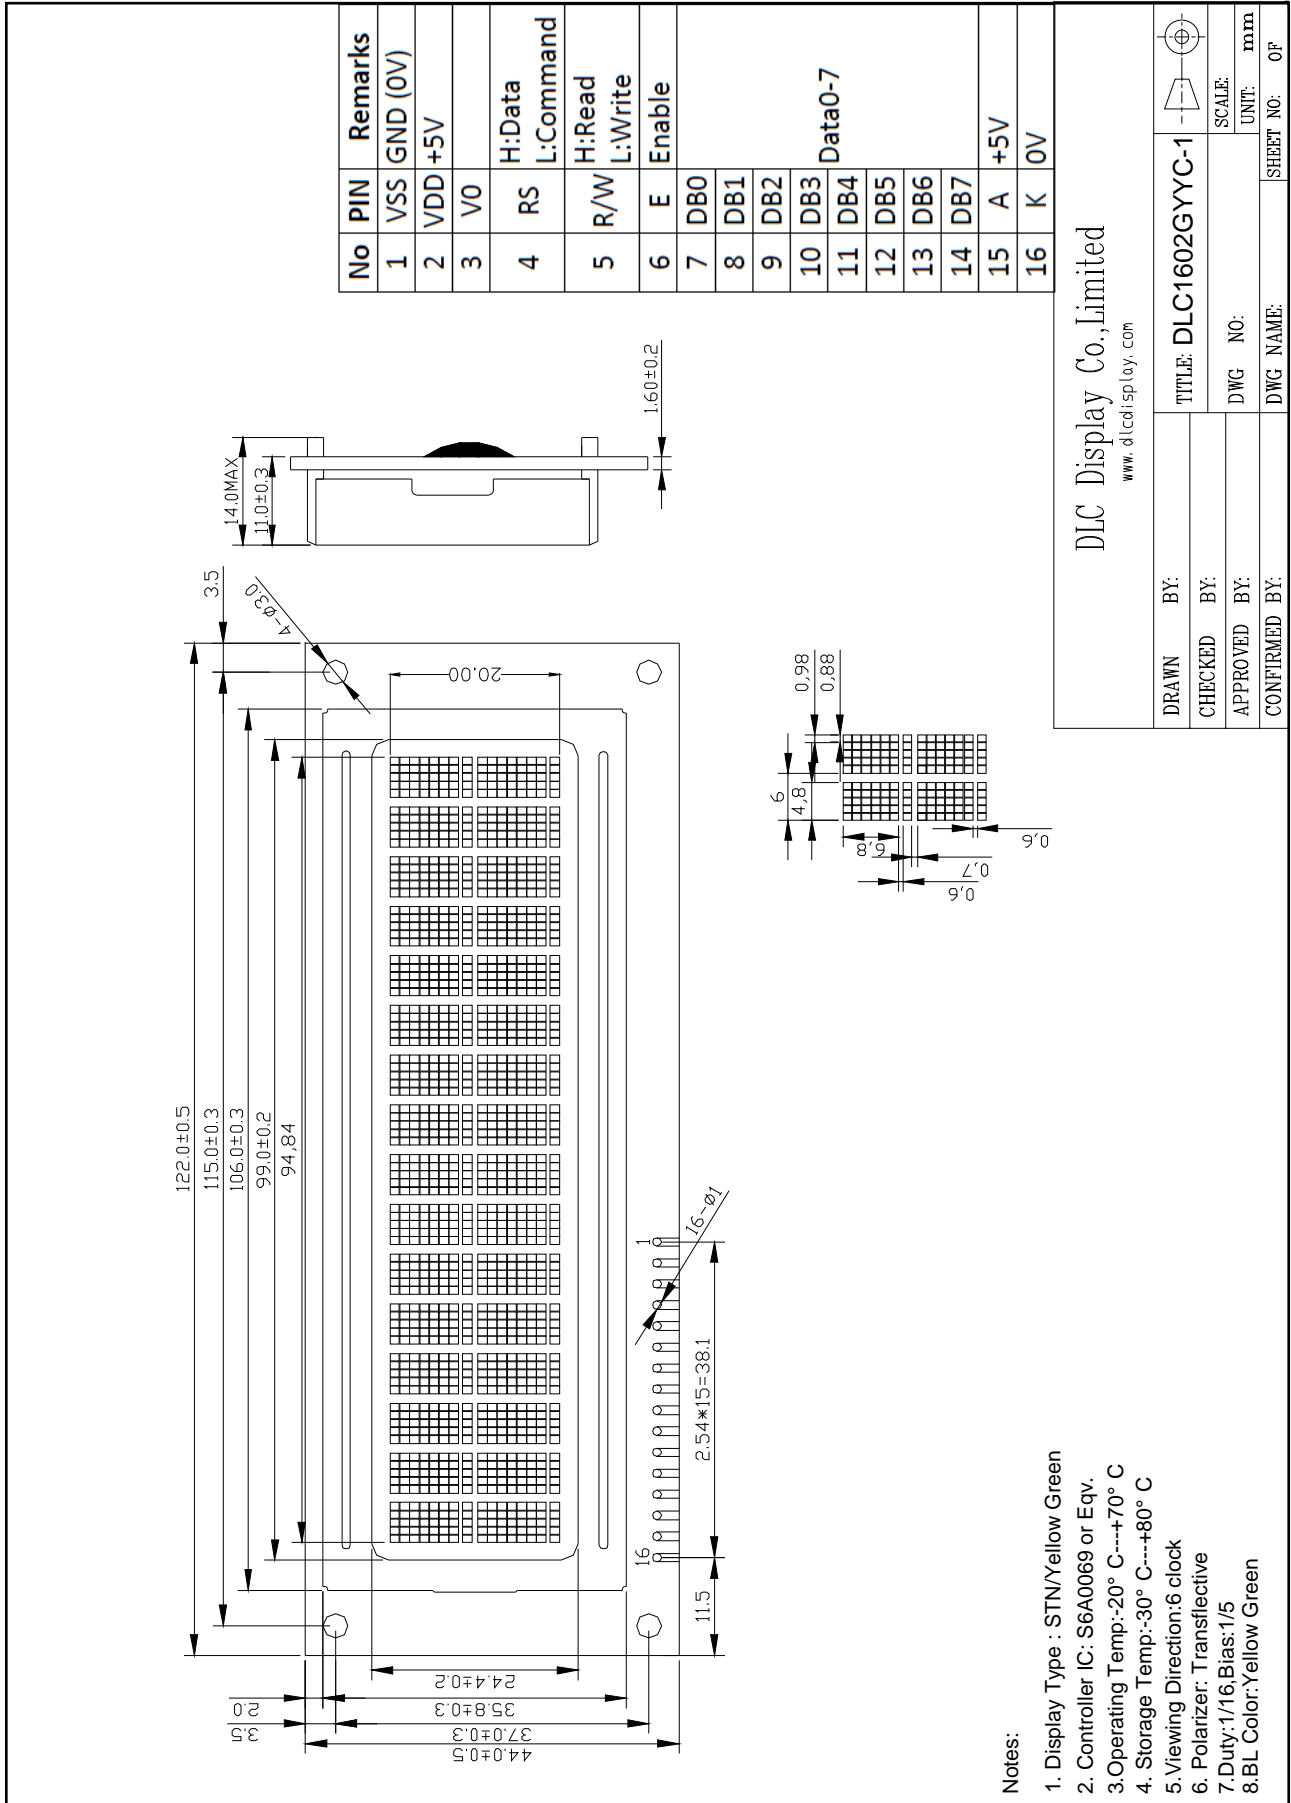 122.0±0.5
115.0±0.3
106.0±0.3
99.0±0.2
94,84
3.5
4-Ø3.0
20.00
14.0MAX
11.0±0.3
1.60±0.2
2.0
3.5
24.4±0.2
35.8±0.3
37.0±0.3
44.0±0.5
16
1
16-Ø1
2.54*15=38.1
11.5
6
4,8
0,98
0,88
6,8
0,7
0,6
0,6
No PIN Remarks
1 VSS GND (0V)
2 VDD +5V
3 V0
4 RS H:Data
L:Command
5 R/W H:Read
L:Write
6 E Enable
7 DB0
8 DB1
9 DB2
10 DB3
Data0-7
11 DB4
12 DB5
13 DB6
14 DB7
15 A +5V
16 K 0V
Notes:
1. Display Type : STN/Yellow Green
2. Controller IC: S6A0069 or Eqv.
3.Operating Temp:-20° C---+70° C
4. Storage Temp:-30° C---+80° C
5.Viewing Direction:6 clock
6. Polarizer: Transflective
7.Duty:1/16,Bias:1/5
8.BL Color:Yellow Green
DLC Display Co.,Limited
www.dlcdisplay.com
DRAWN BY:
CHECKED BY:
APPROVED BY:
CONFIRMED BY:
TITLE: DLC1602GYYC-1
DWG NO:
DWG NAME:
SCALE:
UNIT: mm
SHEET NO: OF